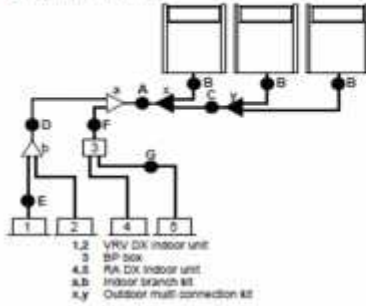 B B B
a A x C y
D F
b 3 G
E
1 2 4 5
1,2 VRV DX Indoor unit
3 BP box
4,5 RA DX Indoor unit
a,b Indoor branch kit
x,y Outdoor multi connection kit